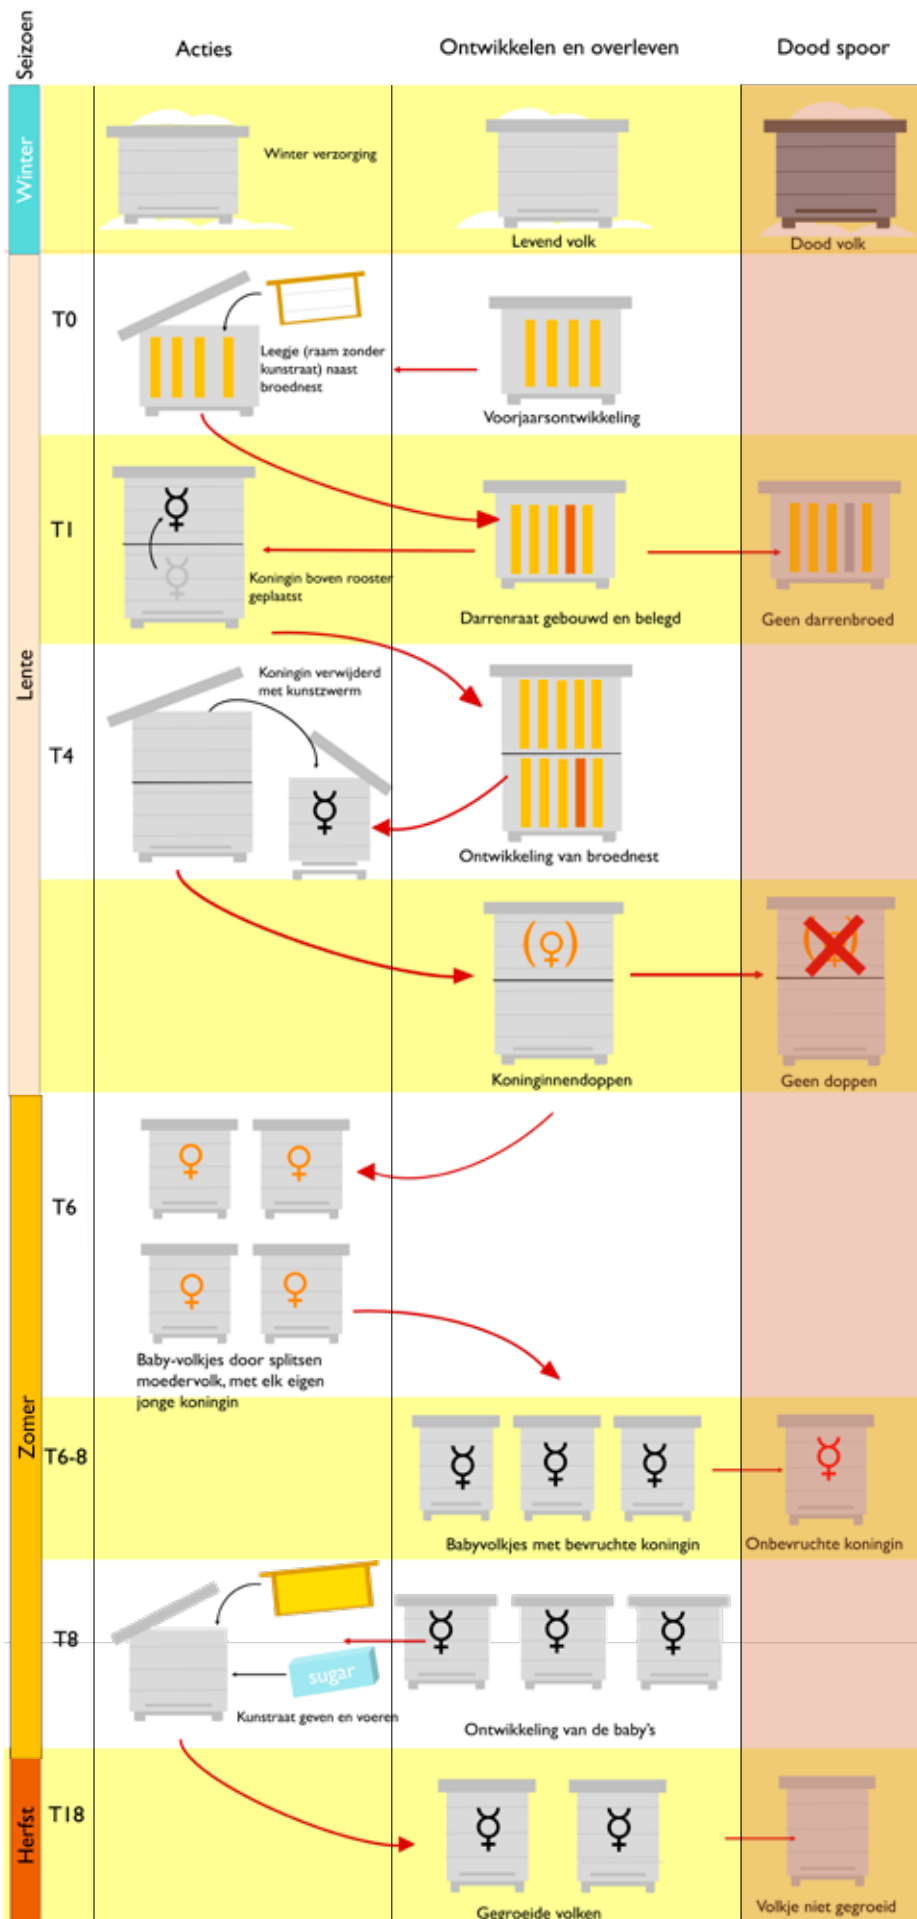 Seizoen
Acties
Ontwikkelen en overleven
Dood spoor
Winter
Winter verzorging
Levend volk
Dood volk
Lente
T0
Leegje (raam zonder
kunstraat) naast
broednest
Voorjaarsontwikkeling
T1
Koningin boven rooster
geplaatst
Darrenraat gebouwd en belegd
Geen darrenbroed
T4
Koningin verwijderd
met kunstzwerm
Ontwikkeling van broednest
Koninginnendoppen
Geen doppen
Zomer
T6
Baby-volkjes door splitsen
moedervolk, met elk eigen
jonge koningin
T6-8
Babyvolkjes met bevruchte koningin
Onbevruchte koningin
T8
sugar
Kunstraat geven en voeren
Ontwikkeling van de baby's
Herfst
T18
Gegroeide volken
Volkje niet gegroeid